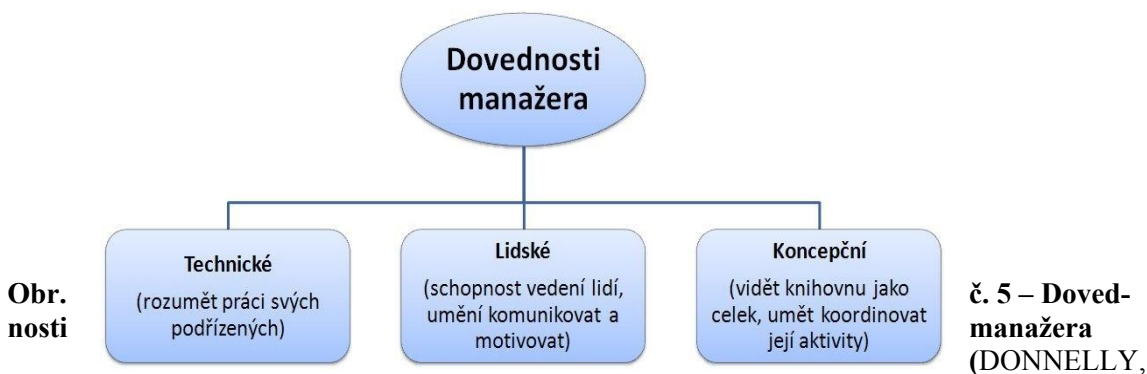 Dovednosti
manažera
Technické
(rozumět práci svých
podřízených)
Lidské
(schopnost vedení lidí,
umění komunikovat a
motivovat)
Koncepční
(vidět knihovnu jako
celek, umět koordinovat
její aktivity)
Obr. č. 5 – Doved-
nosti manažera
(DONNELLY,